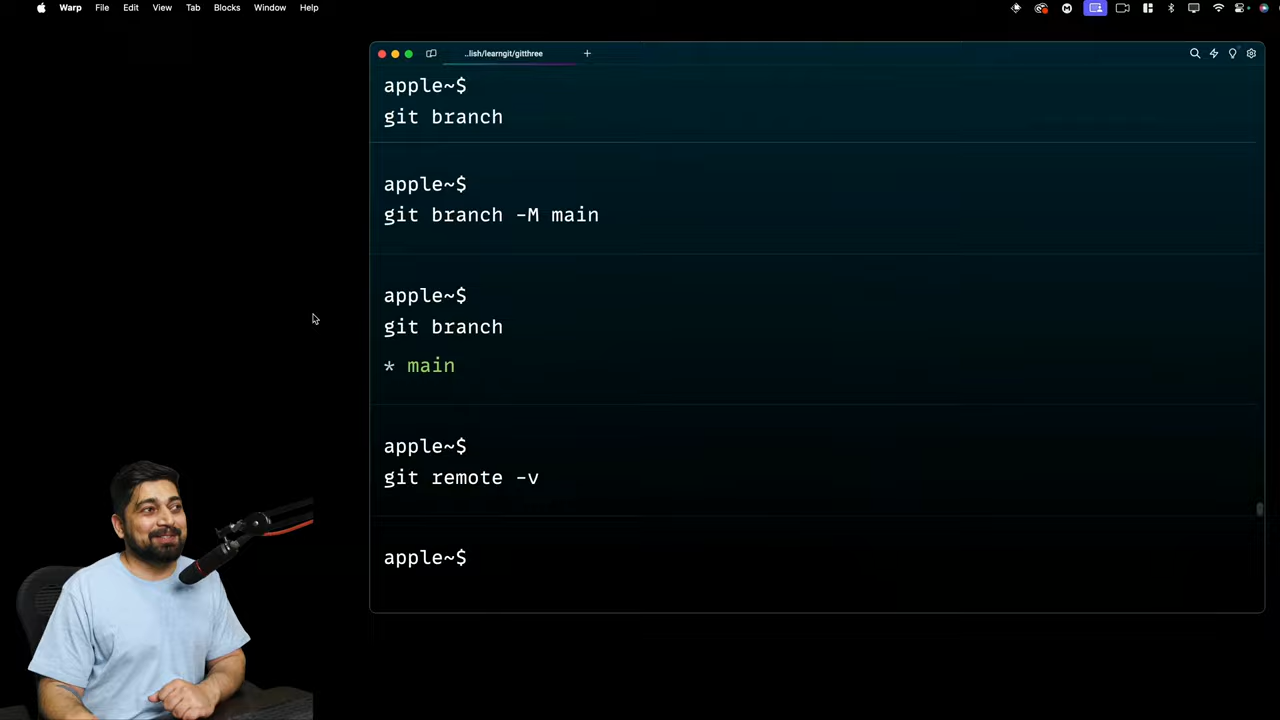 Warp File Edit View Tab Blocks Window Help
..lish/learngit/gitthree
apple~$
git branch
apple~$
git branch -M main
apple~$
git branch
* main
apple~$
git remote -v
apple~$